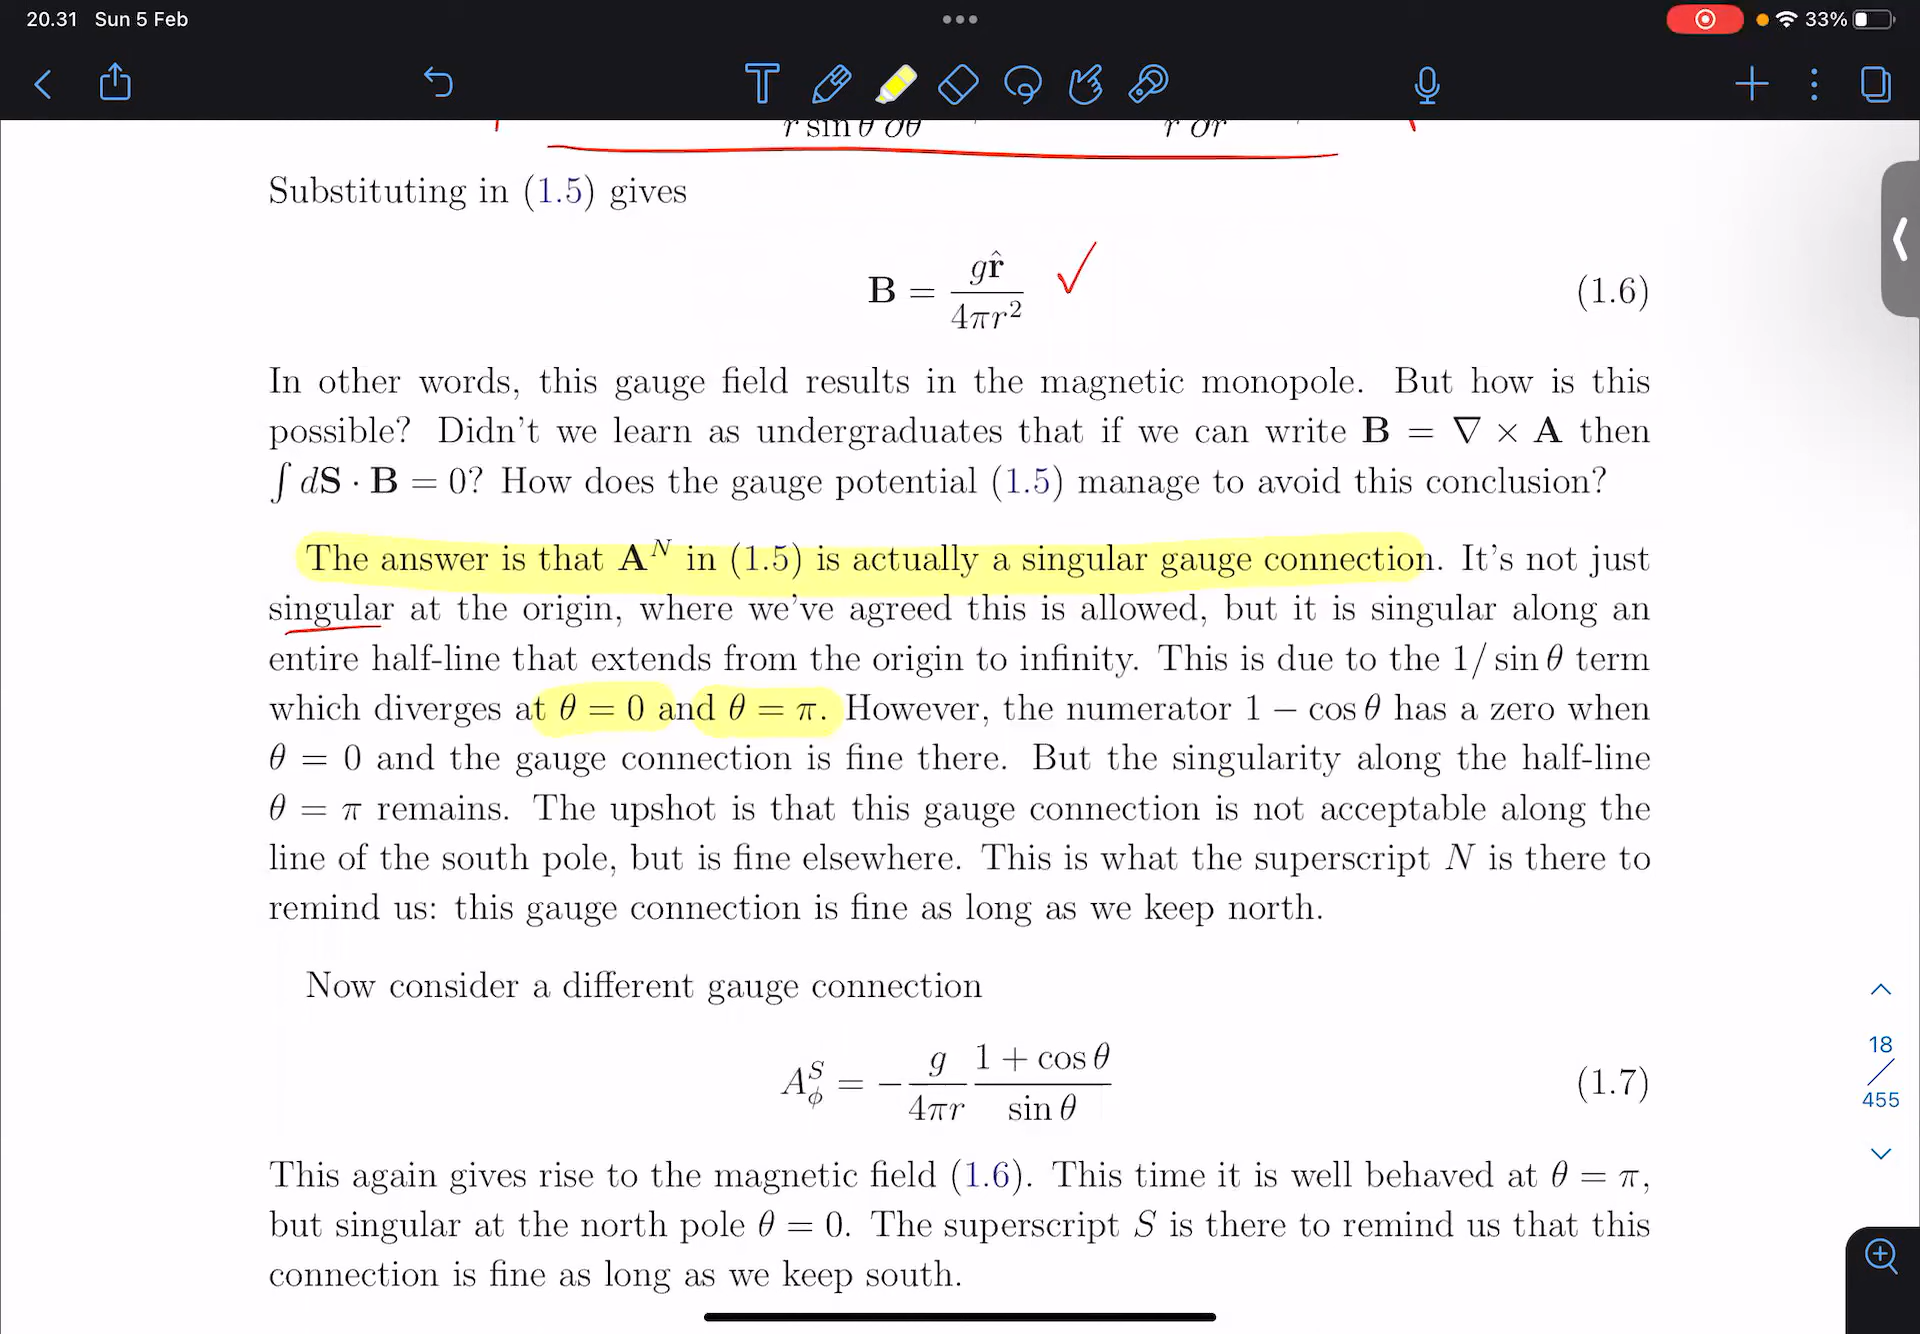 20.31 Sun 5 Feb
33%
r sin θ ∂θ r ∂r
Substituting in (1.5) gives
B = gr̂ / 4πr² (1.6)
In other words, this gauge field results in the magnetic monopole. But how is this
possible? Didn't we learn as undergraduates that if we can write B = ∇ × A then
∫ dS · B = 0? How does the gauge potential (1.5) manage to avoid this conclusion?
The answer is that Aᴺ in (1.5) is actually a singular gauge connection. It's not just
singular at the origin, where we've agreed this is allowed, but it is singular along an
entire half-line that extends from the origin to infinity. This is due to the 1/ sin θ term
which diverges at θ = 0 and θ = π. However, the numerator 1 − cos θ has a zero when
θ = 0 and the gauge connection is fine there. But the singularity along the half-line
θ = π remains. The upshot is that this gauge connection is not acceptable along the
line of the south pole, but is fine elsewhere. This is what the superscript N is there to
remind us: this gauge connection is fine as long as we keep north.
Now consider a different gauge connection
A^S_ϕ = − g/4πr (1 + cos θ)/sin θ (1.7)
This again gives rise to the magnetic field (1.6). This time it is well behaved at θ = π,
but singular at the north pole θ = 0. The superscript S is there to remind us that this
connection is fine as long as we keep south.
18
/
455